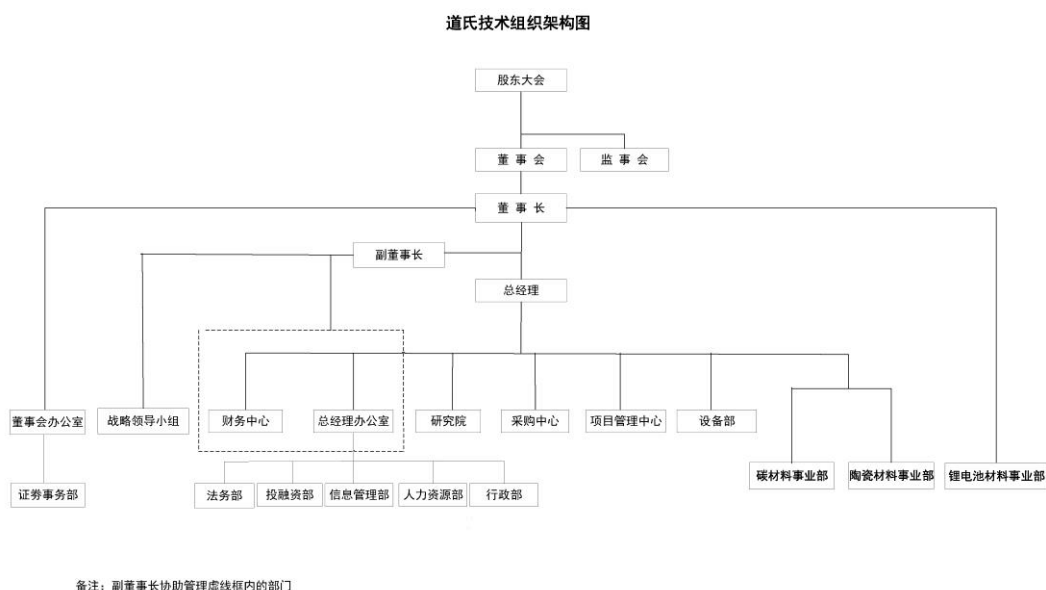 道氏技术组织架构图
股东大会
董 事 会
监 事 会
董 事 长
副董事长
总经理
董事会办公室
战略领导小组
财务中心
总经理办公室
研究院
采购中心
项目管理中心
设备部
碳材料事业部
陶瓷材料事业部
锂电池材料事业部
证劵事务部
法务部
投融资部
信息管理部
人力资源部
行政部
备注：副董事长协助管理虚线框内的部门